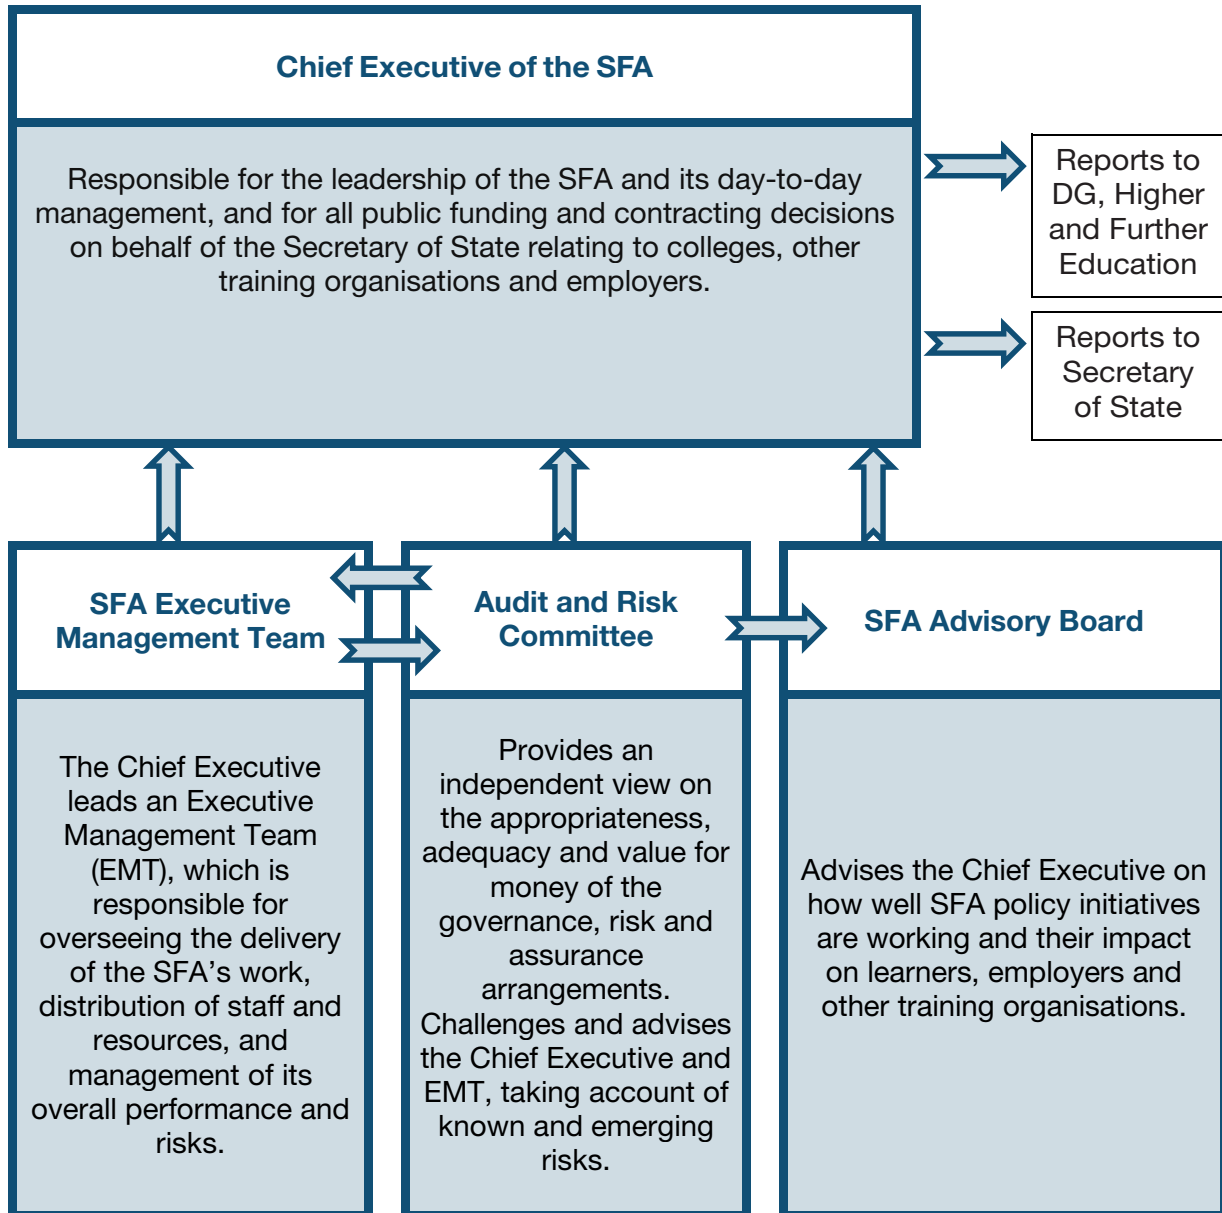 Chief Executive of the SFA
Responsible for the leadership of the SFA and its day-to-day
management, and for all public funding and contracting decisions
on behalf of the Secretary of State relating to colleges, other
training organisations and employers.
Reports to
DG, Higher
and Further
Education
Reports to
Secretary
of State
SFA Executive
Management Team
The Chief Executive
leads an Executive
Management Team
(EMT), which is
responsible for
overseeing the delivery
of the SFA’s work,
distribution of staff and
resources, and
management of its
overall performance and
risks.
Audit and Risk
Committee
Provides an
independent view on
the appropriateness,
adequacy and value for
money of the
governance, risk and
assurance
arrangements.
Challenges and advises
the Chief Executive and
EMT, taking account of
known and emerging
risks.
SFA Advisory Board
Advises the Chief Executive on
how well SFA policy initiatives
are working and their impact
on learners, employers and
other training organisations.